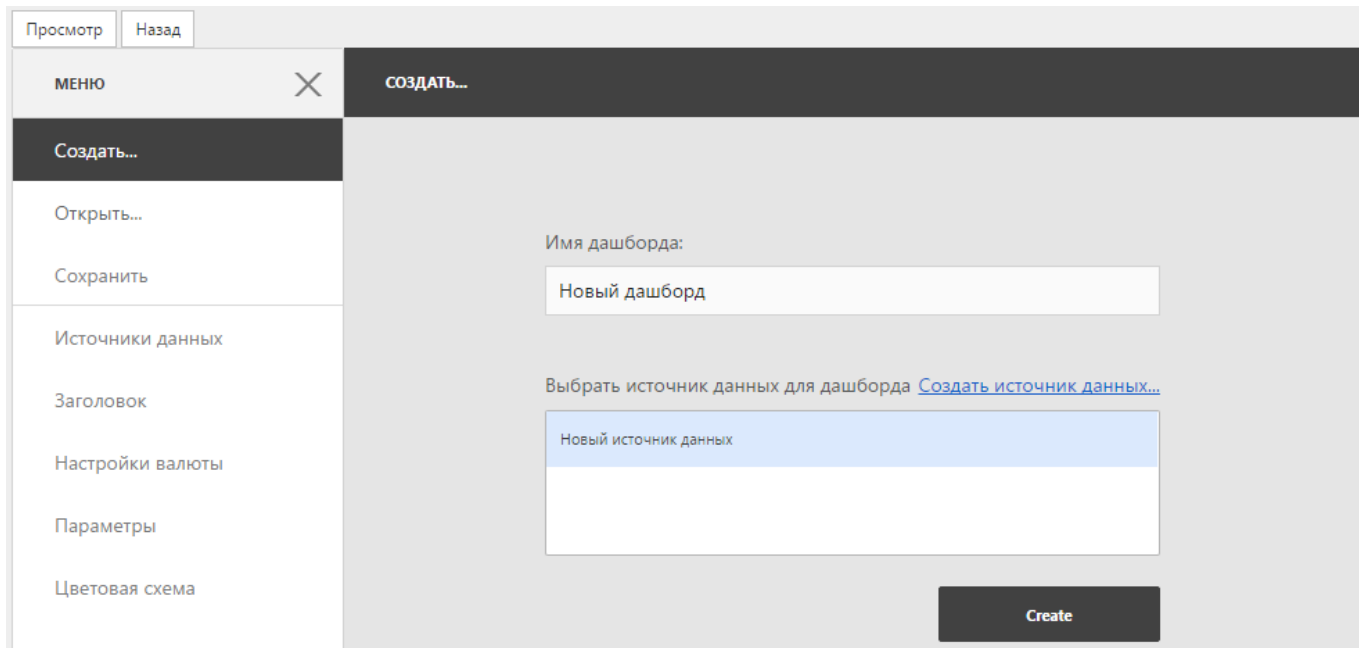 Просмотр Назад
МЕНЮ
СОЗДАТЬ...
Создать...
Открыть...
Сохранить
Источники данных
Заголовок
Настройки валюты
Параметры
Цветовая схема
Имя дашборда:
Новый дашборд
Выбрать источник данных для дашборда Создать источник данных...
Новый источник данных
Create